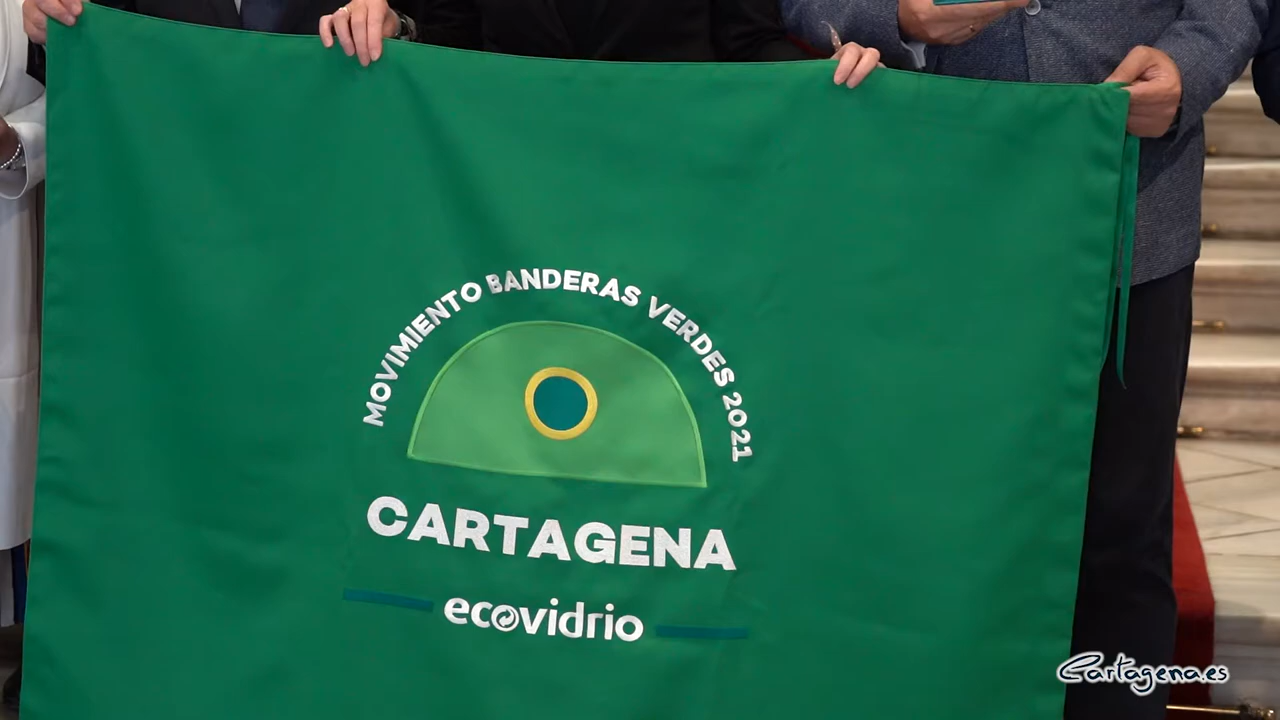 MOVIMIENTO BANDERAS VERDES 2021
CARTAGENA
ecovidrio
Cartagena.es